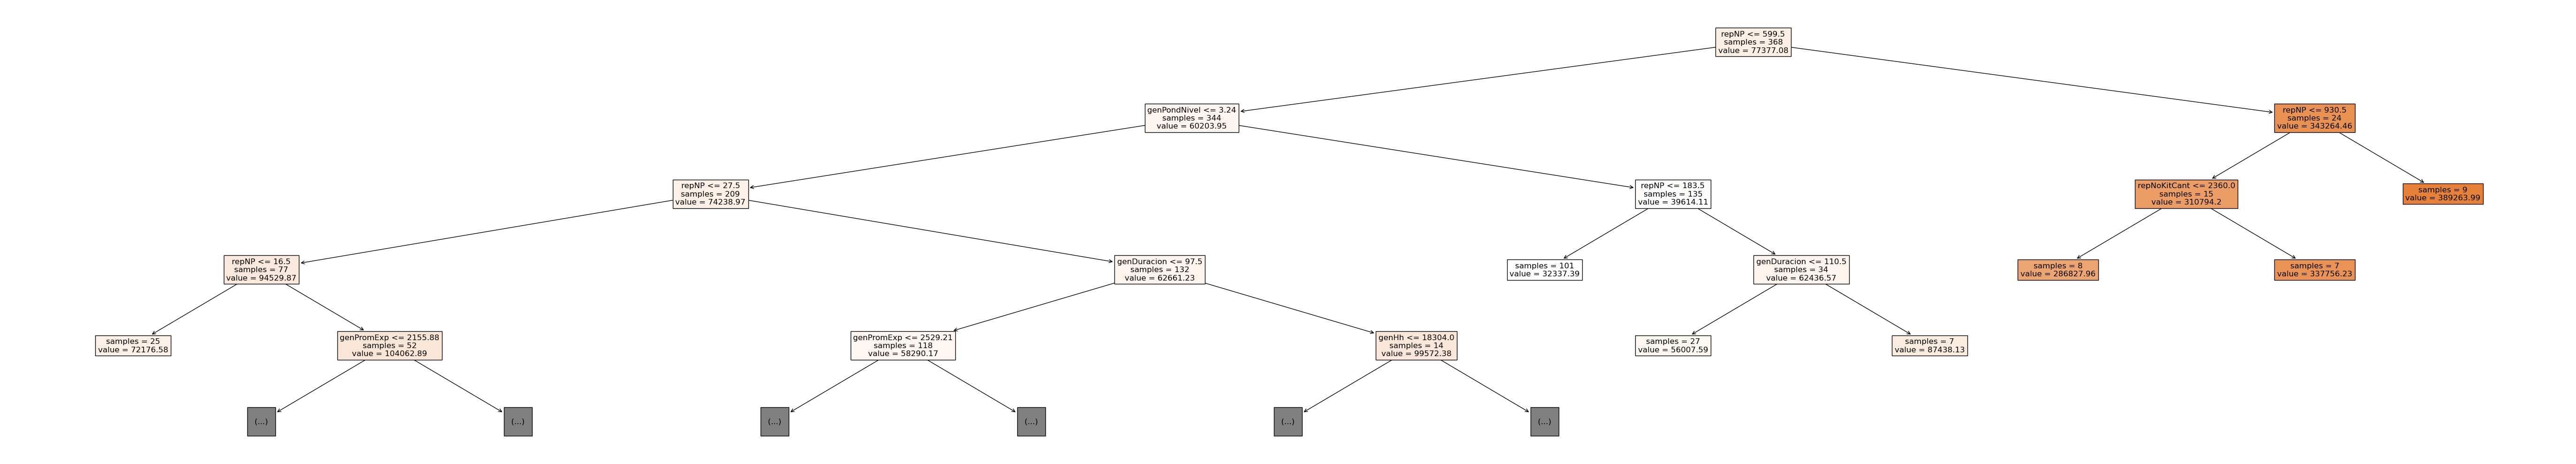 repNP <= 599.5
samples = 368
value = 77377.08
genPondNivel <= 3.24
samples = 344
value = 60203.95
repNP <= 930.5
samples = 24
value = 343264.46
repNP <= 27.5
samples = 209
value = 74238.97
repNP <= 183.5
samples = 135
value = 39614.11
repNoKitCant <= 2360.0
samples = 15
value = 310794.2
samples = 9
value = 389263.99
repNP <= 16.5
samples = 77
value = 94529.87
genDuracion <= 97.5
samples = 132
value = 62661.23
samples = 101
value = 32337.39
genDuracion <= 110.5
samples = 34
value = 62436.57
samples = 8
value = 286827.96
samples = 7
value = 337756.23
samples = 25
value = 72176.58
genPromExp <= 2155.88
samples = 52
value = 104062.89
genPromExp <= 2529.21
samples = 118
value = 58290.17
genHh <= 18304.0
samples = 14
value = 99572.38
samples = 27
value = 56007.59
samples = 7
value = 87438.13
(...)
(...)
(...)
(...)
(...)
(...)